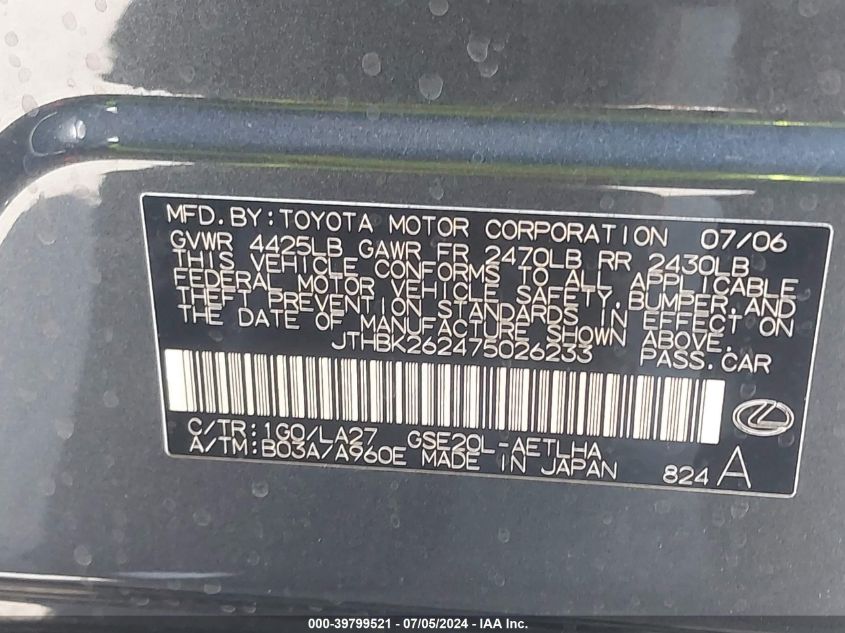 MFD. BY: TOYOTA MOTOR CORPORATION 07/06
GVWR 4425LB GAWR FR 2470LB RR 2430LB
THIS VEHICLE CONFORMS TO ALL APPLICABLE
FEDERAL MOTOR VEHICLE SAFETY, BUMPER, AND
THEFT PREVENTION STANDARDS IN EFFECT ON
THE DATE OF MANUFACTURE SHOWN ABOVE.
JTHBK262475026233 PASS. CAR
C/TR: 1G0/LA27 GSE20L-AETLHA
A/TM: B03A/A960E MADE IN JAPAN 824 A
000-39799521 - 07/05/2024 - IAA Inc.